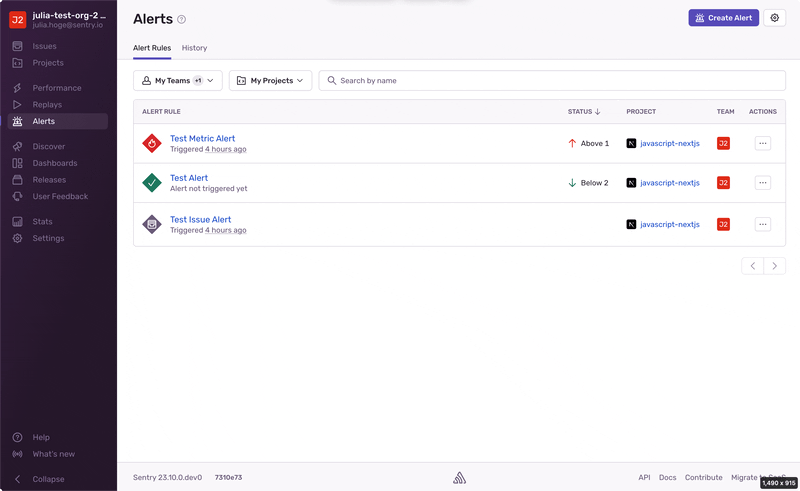 J2
julia-test-org-2 ...
julia.hoge@sentry.io
Issues
Projects
Performance
Replays
Alerts
Discover
Dashboards
Releases
User Feedback
Stats
Settings
Help
What's new
Collapse
Alerts ?
Create Alert
Alert Rules History
My Teams +1 My Projects Search by name
ALERT RULE STATUS PROJECT TEAM ACTIONS
Test Metric Alert
Triggered 4 hours ago
Above 1 N javascript-nextjs J2 ...
Test Alert
Alert not triggered yet
Below 2 N javascript-nextjs J2 ...
Test Issue Alert
Triggered 4 hours ago
N javascript-nextjs J2 ...
Sentry 23.10.0.dev0 7310e73 API Docs Contribute Migrate to
1,490 x 915